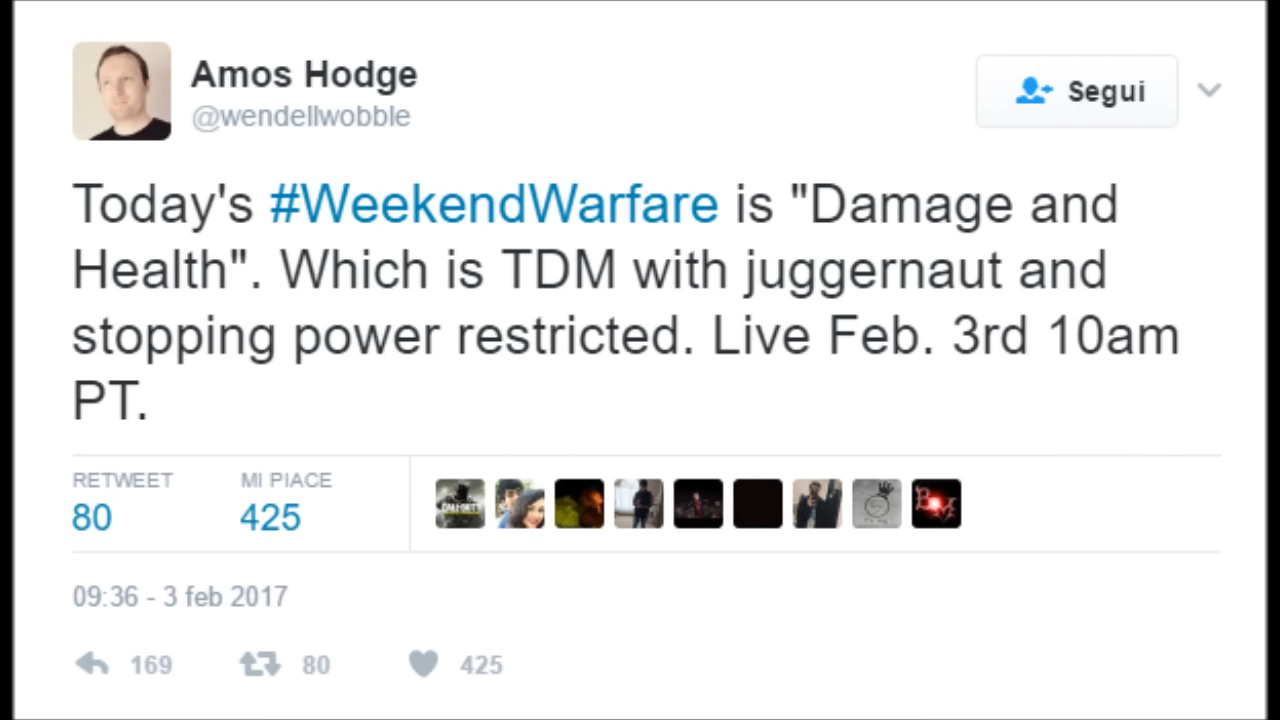 Amos Hodge
@wendellwobble
Segui
Today's #WeekendWarfare is "Damage and
Health". Which is TDM with juggernaut and
stopping power restricted. Live Feb. 3rd 10am
PT.
RETWEET MI PIACE
80 425
09:36 - 3 feb 2017
169 80 425